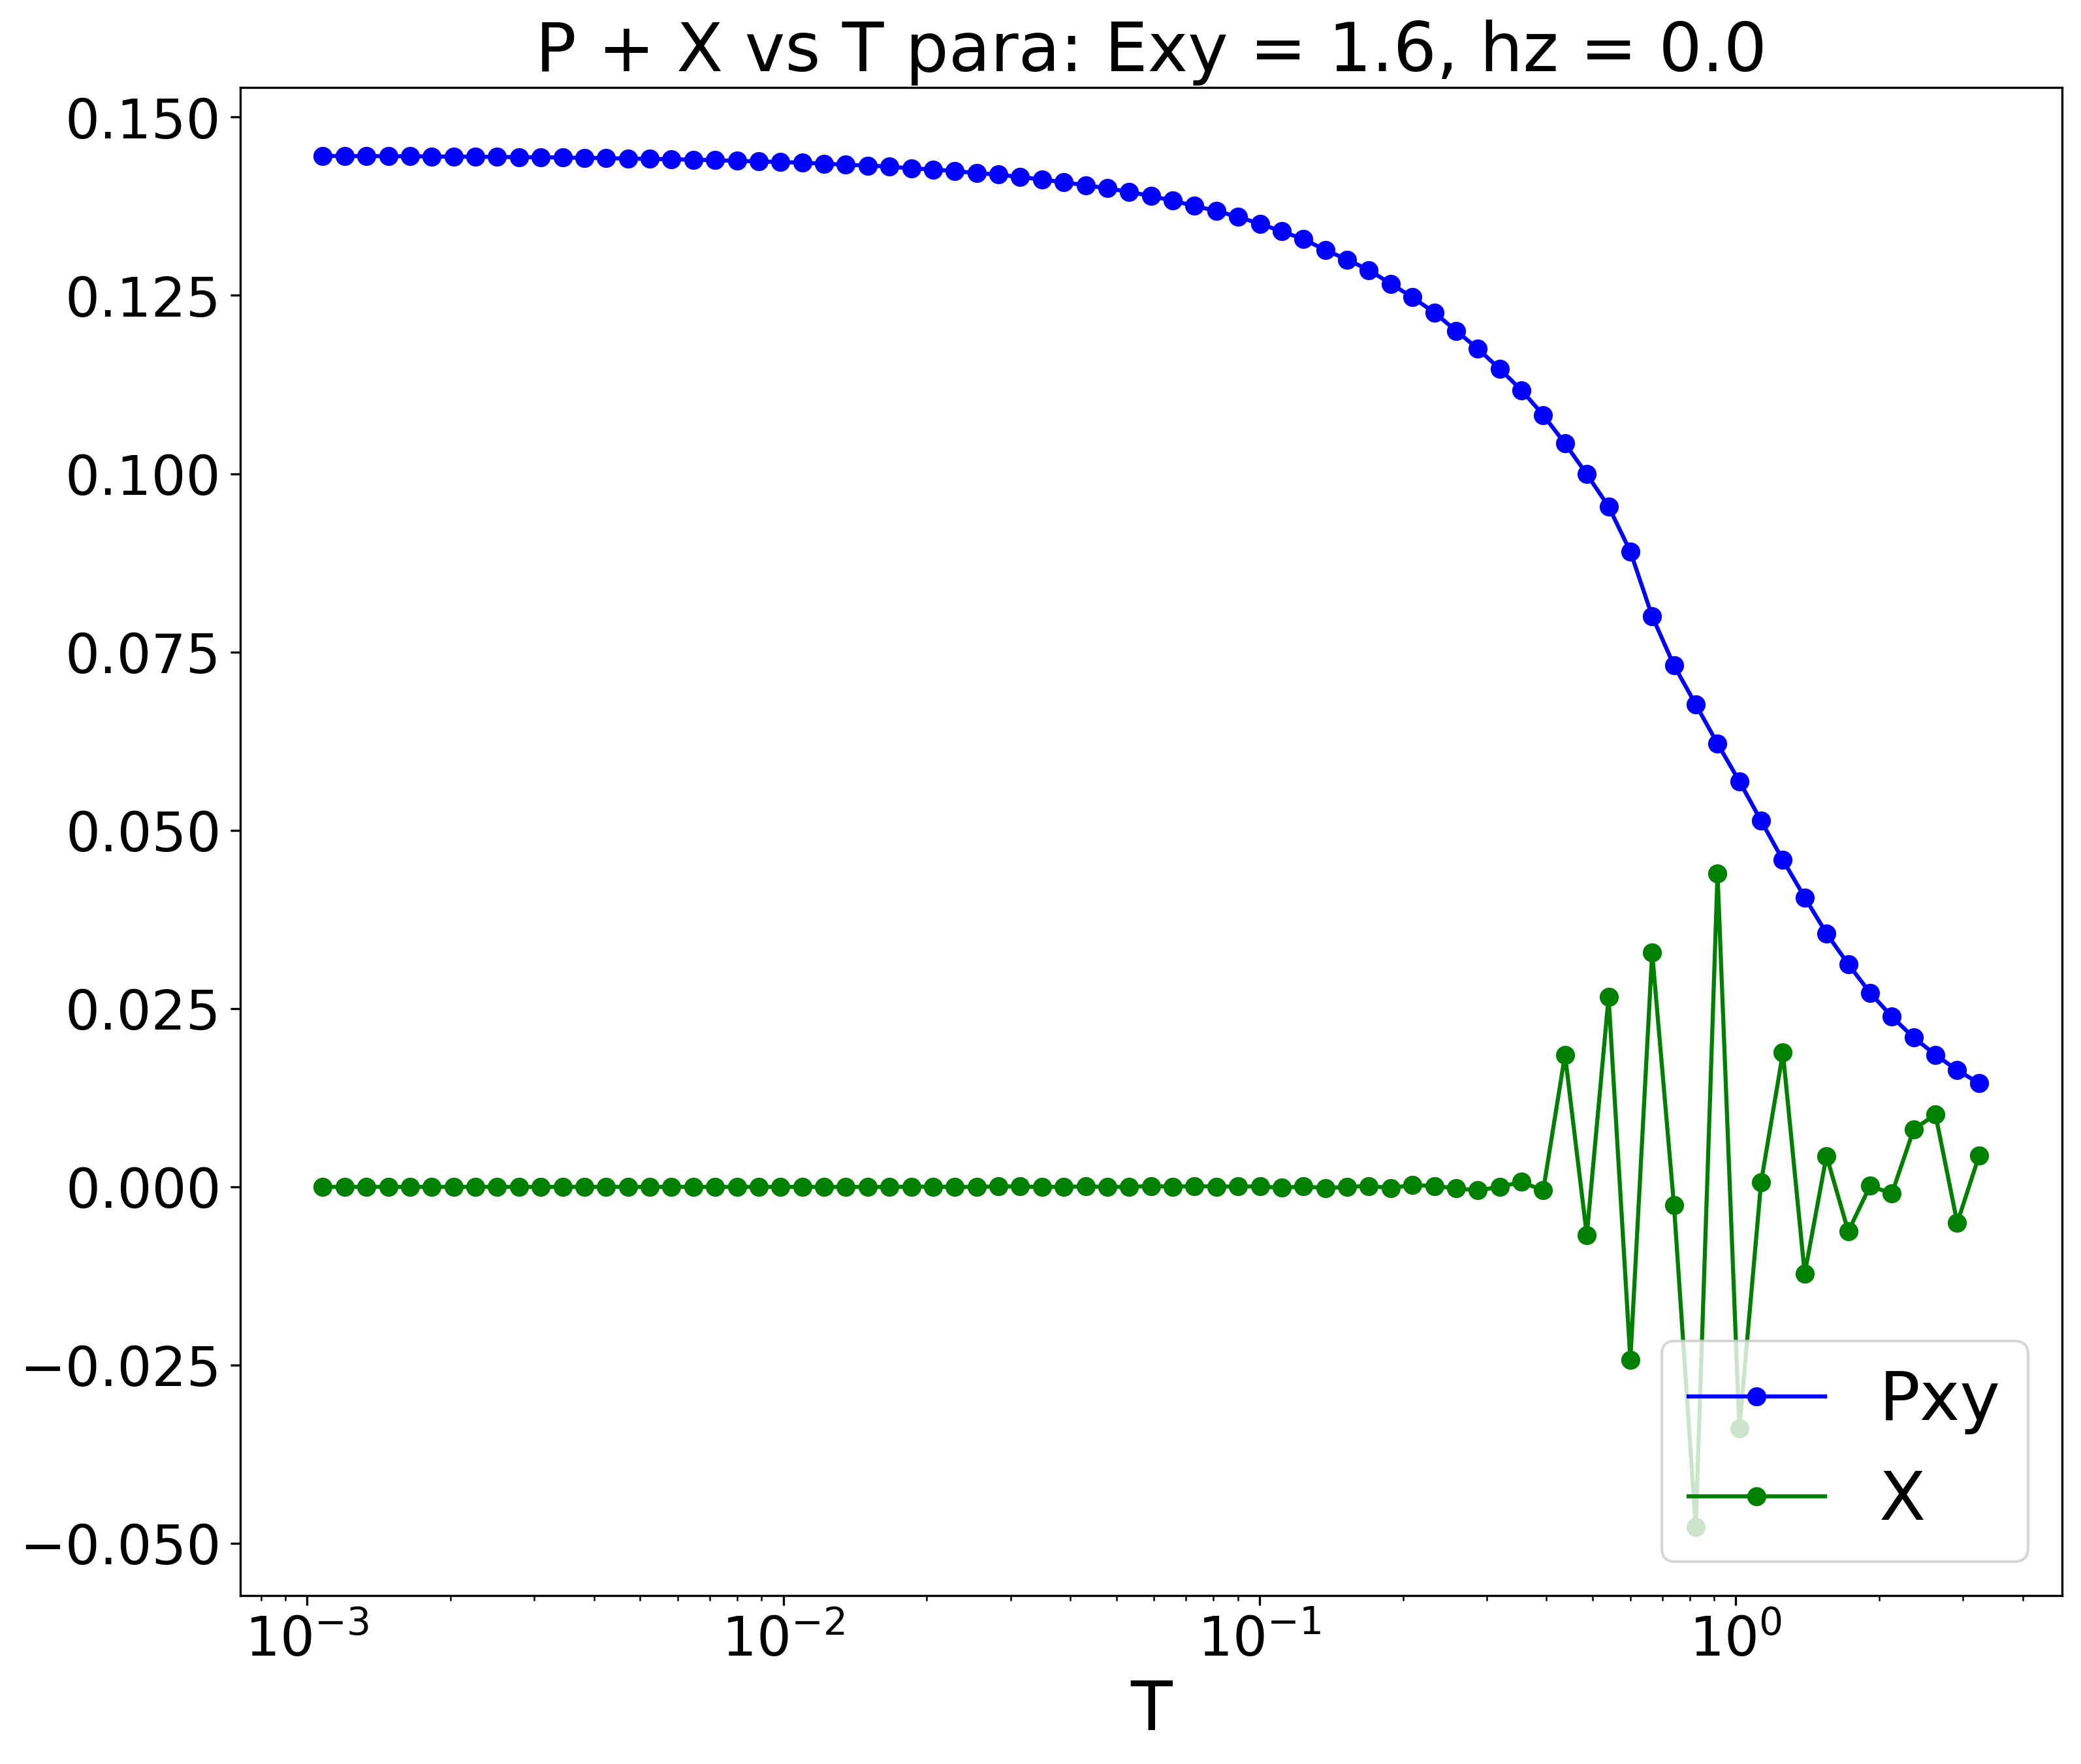 P + X vs T para: Exy = 1.6, hz = 0.0
0.150
0.125
0.100
0.075
0.050
0.025
0.000
−0.025
−0.050
Pxy
X
10⁻³ 10⁻² 10⁻¹ 10⁰
T